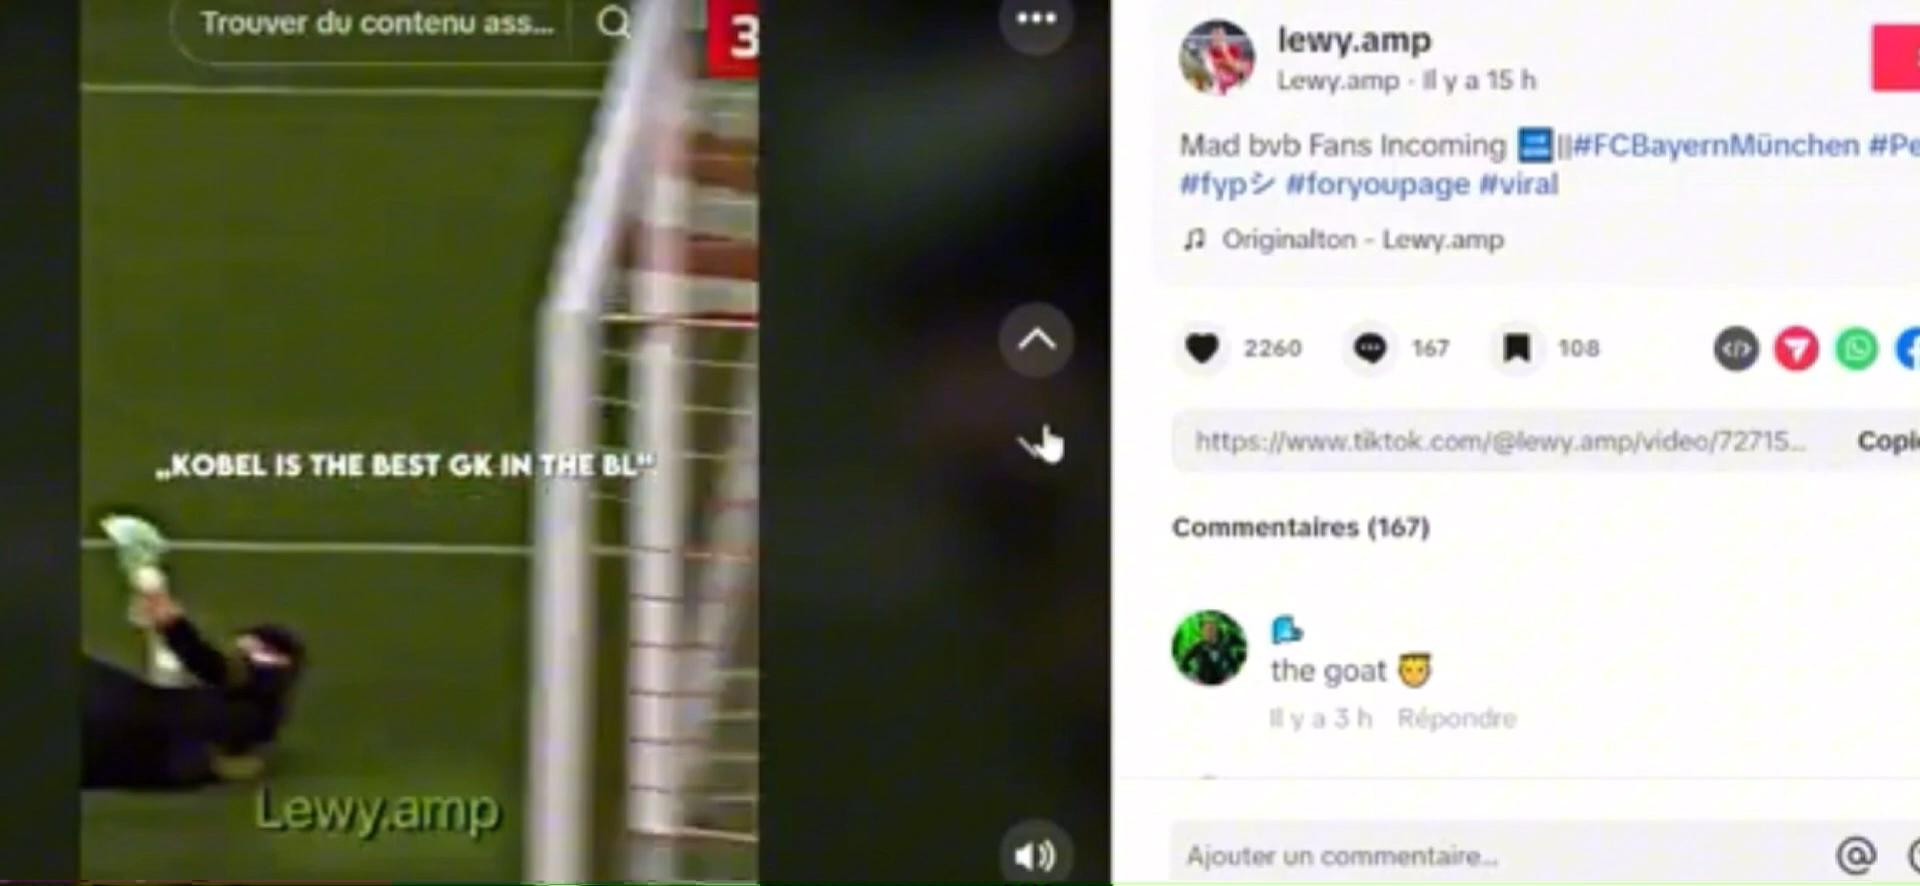 Trouver du contenu ass...
3
„KOBEL IS THE BEST GK IN THE BL“
Lewy.amp
lewy.amp
Lewy.amp · Il y a 15 h
Mad bvb Fans Incoming ||#FCBayernMünchen #Pe
#fypシ #foryoupage #viral
Originalton - Lewy.amp
2260
167
108
https://www.tiktok.com/@lewy.amp/video/72715...
Copie
Commentaires (167)
the goat
Il y a 3 h Répondre
Ajouter un commentaire...